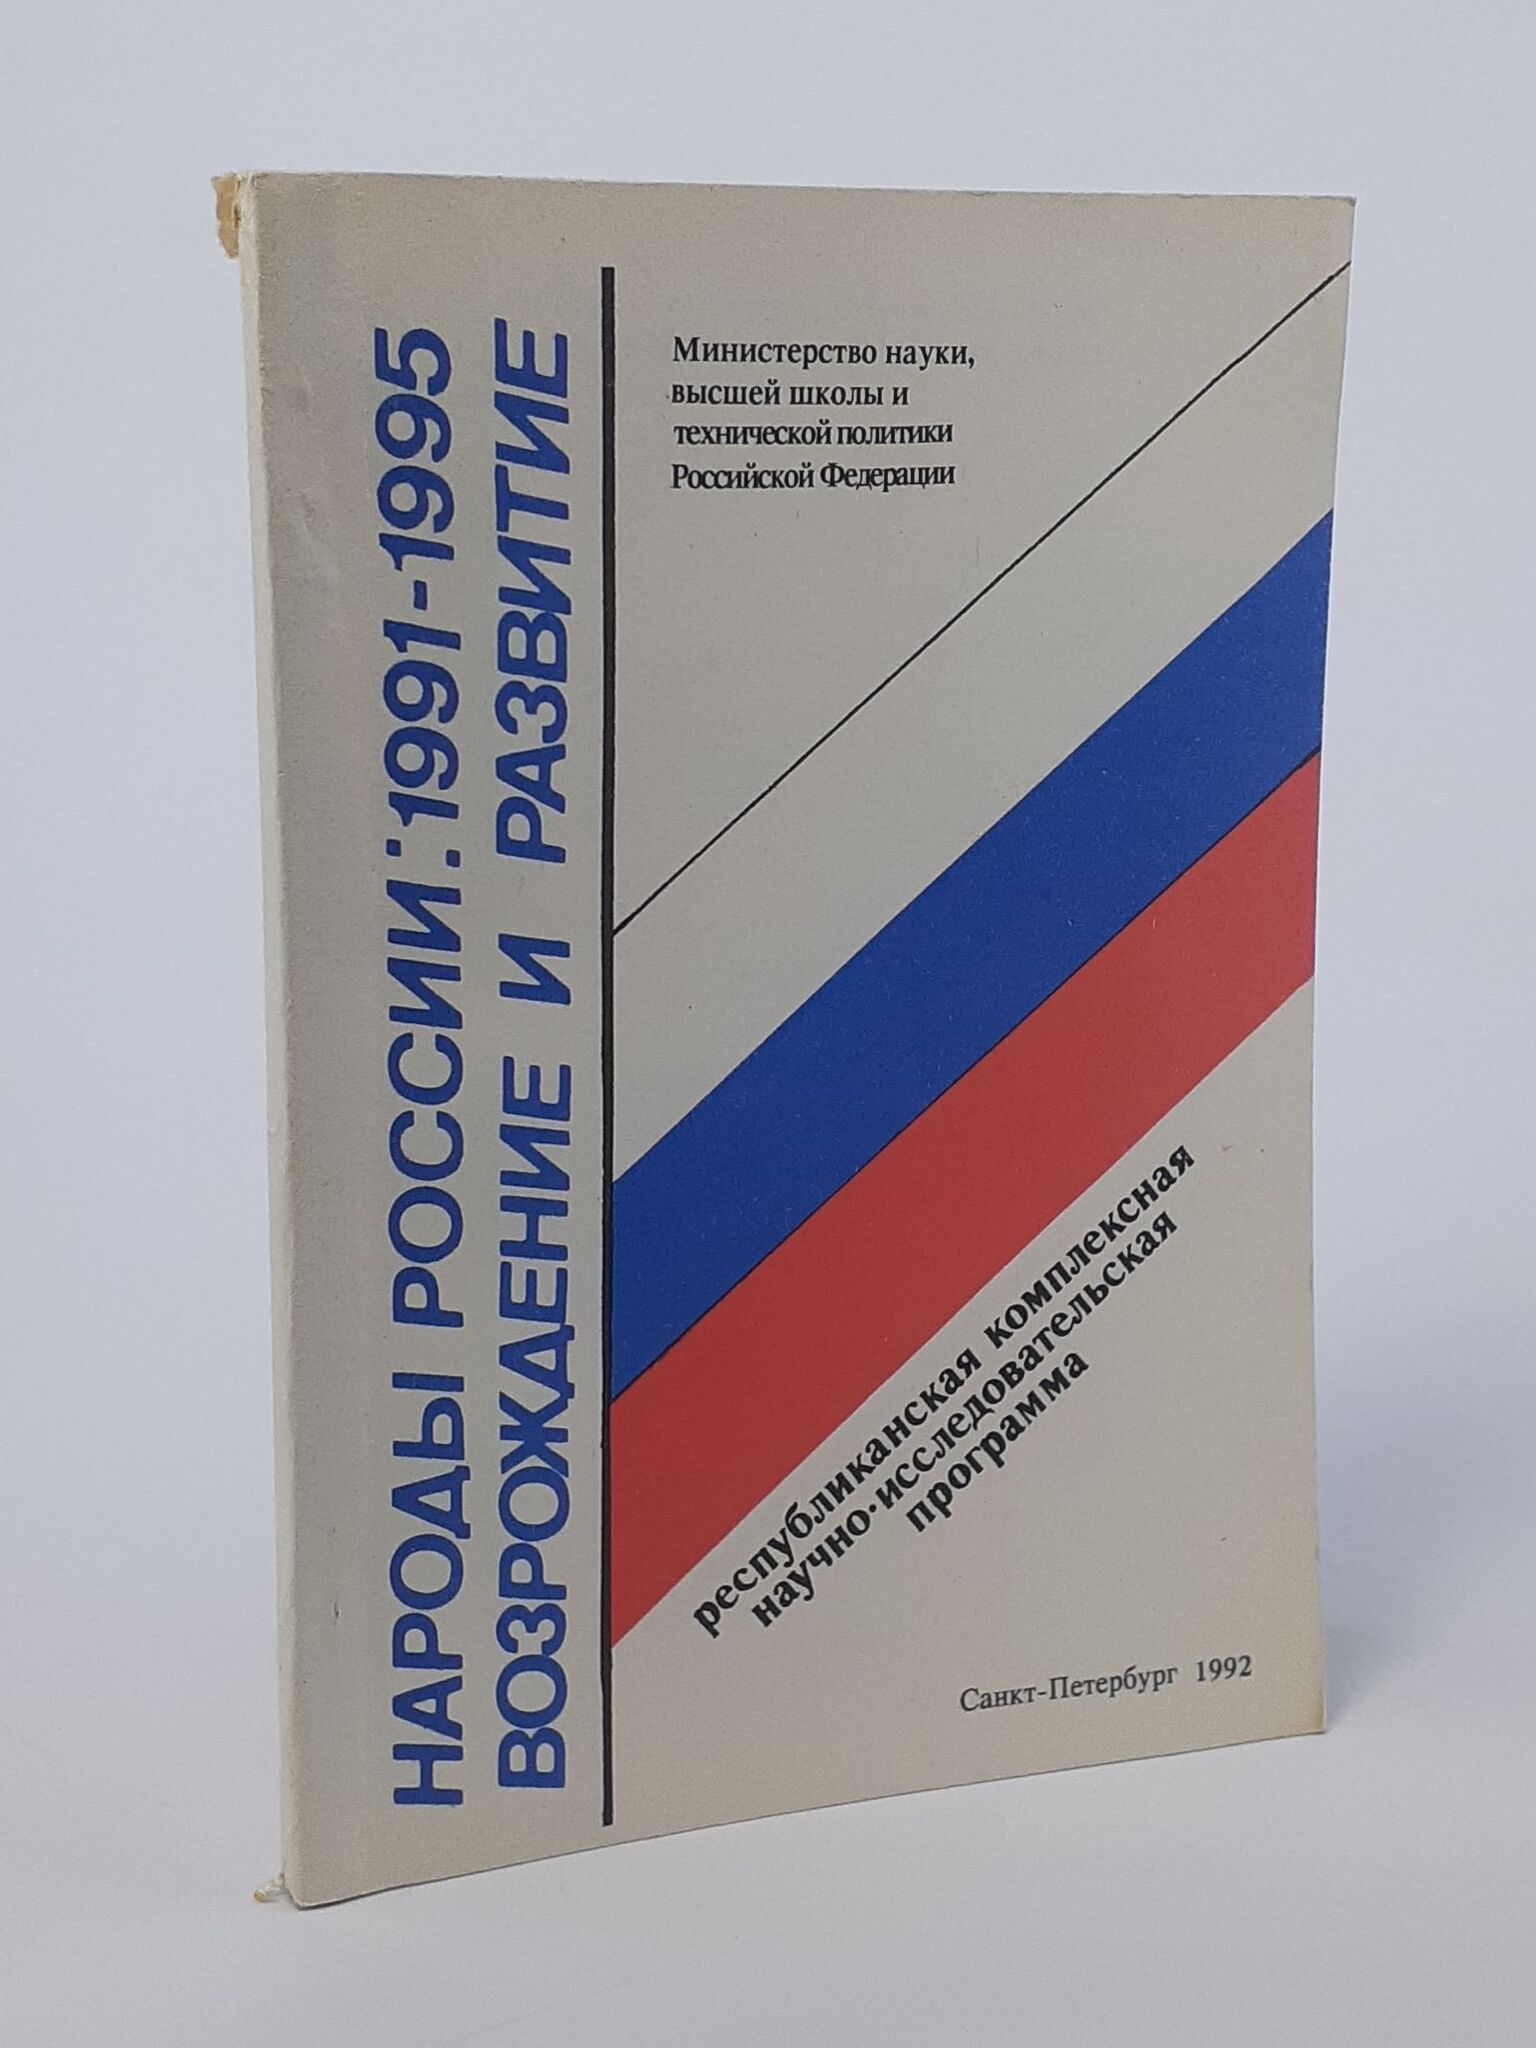 НАРОДЫ РОССИИ: 1991-1995
ВОЗРОЖДЕНИЕ И РАЗВИТИЕ
Министерство науки,
высшей школы и
технической политики
Российской Федерации
республиканская комплексная
научно-исследовательская
программа
Санкт-Петербург 1992